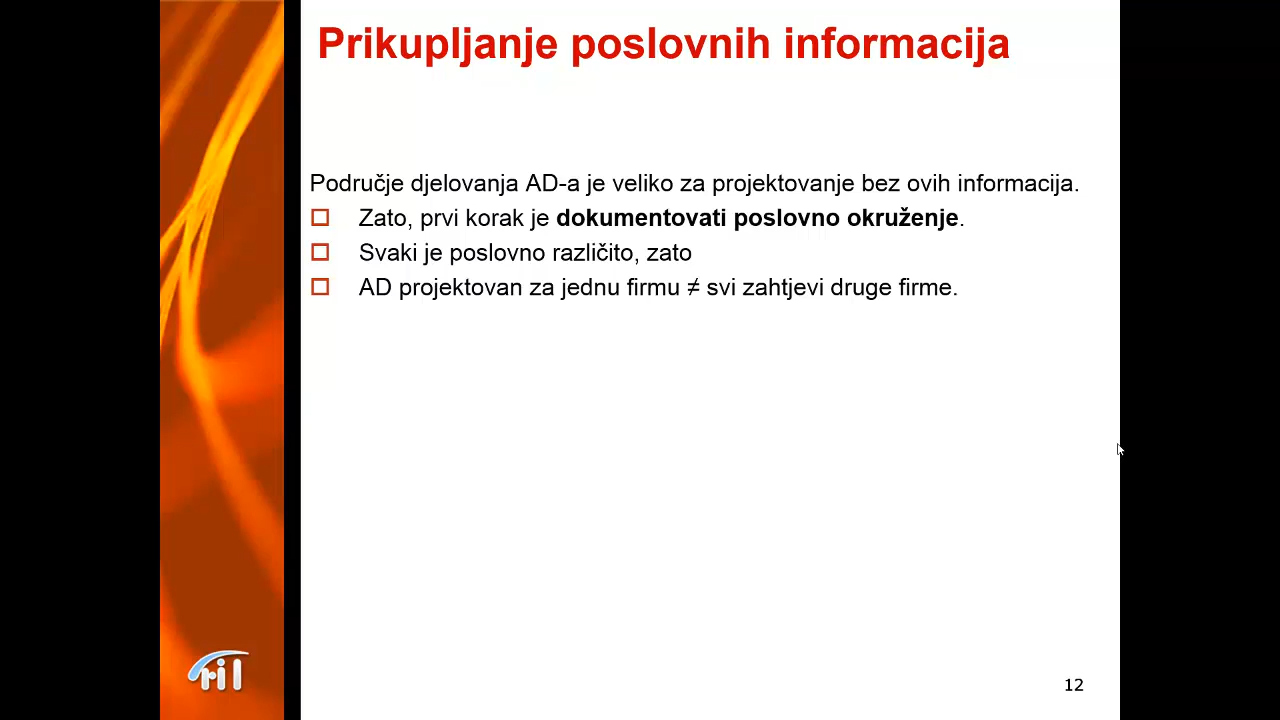 Prikupljanje poslovnih informacija
Područje djelovanja AD-a je veliko za projektovanje bez ovih informacija.
Zato, prvi korak je dokumentovati poslovno okruženje.
Svaki je poslovno različito, zato
AD projektovan za jednu firmu ≠ svi zahtjevi druge firme.
ril
12